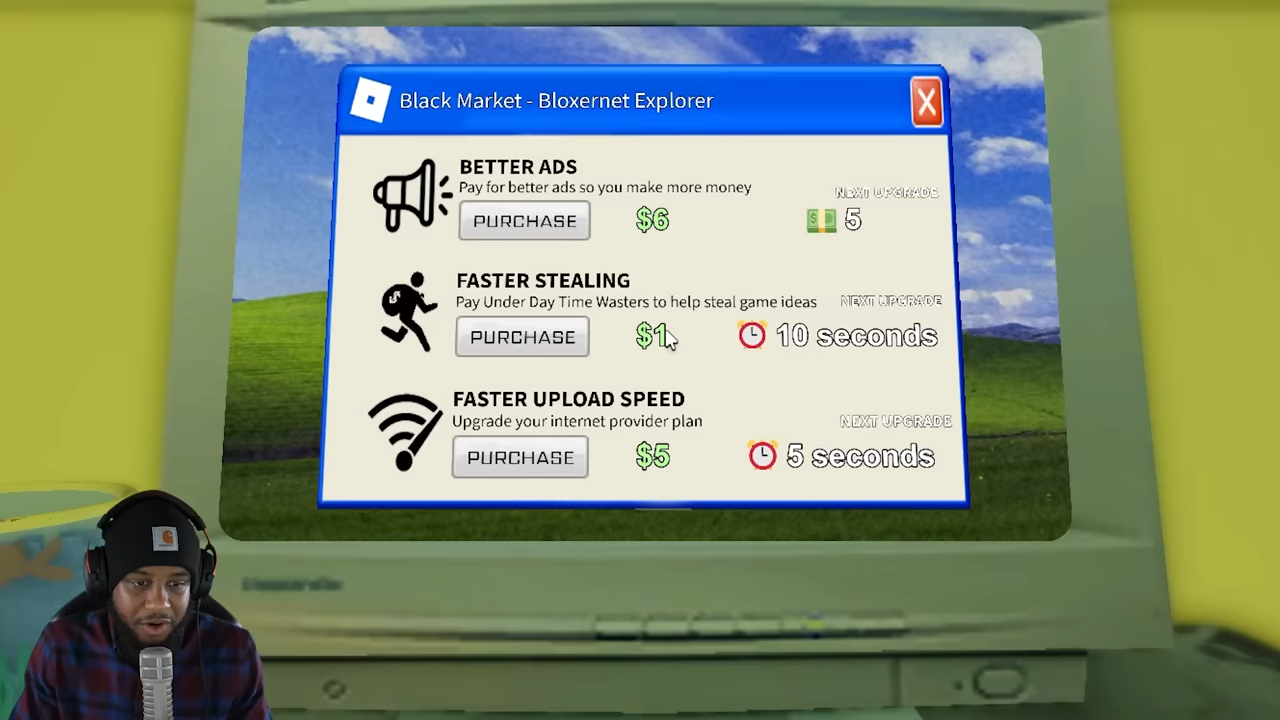 Black Market - Bloxernet Explorer
X
BETTER ADS
Pay for better ads so you make more money
NEXT UPGRADE
PURCHASE $6 5
FASTER STEALING
Pay Under Day Time Wasters to help steal game ideas
NEXT UPGRADE
PURCHASE $1 10 seconds
FASTER UPLOAD SPEED
Upgrade your internet provider plan
NEXT UPGRADE
PURCHASE $5 5 seconds